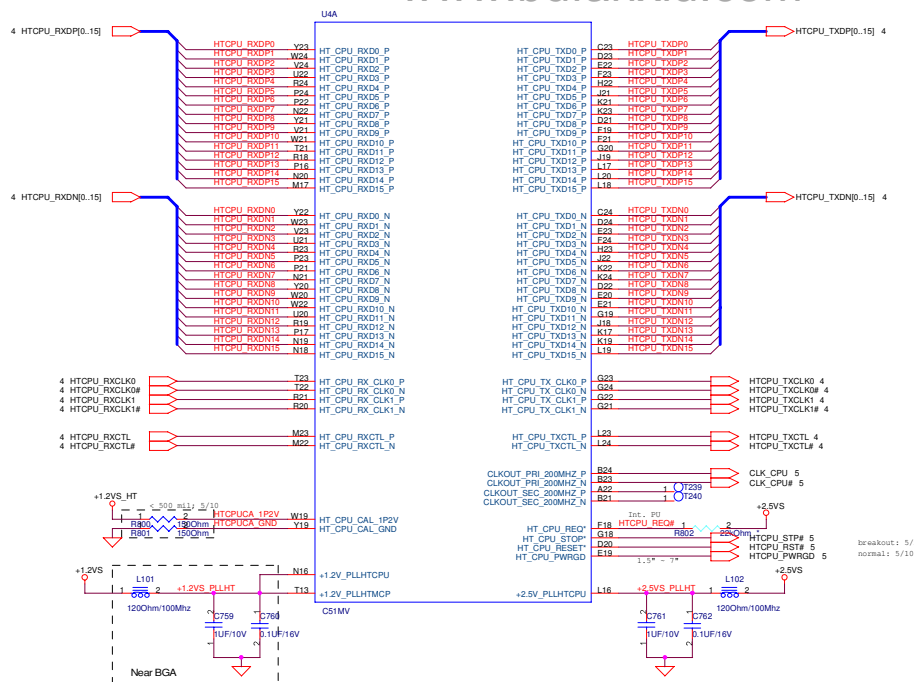 U4A
4 HTCPU_RXDP[0..15]
HTCPU_TXDP[0..15] 4
HTCPU_RXDP0 Y23 HT_CPU_RXD0_P HT_CPU_TXD0_P C23 HTCPU_TXDP0
HTCPU_RXDP1 W24 HT_CPU_RXD1_P HT_CPU_TXD1_P D23 HTCPU_TXDP1
HTCPU_RXDP2 V24 HT_CPU_RXD2_P HT_CPU_TXD2_P E22 HTCPU_TXDP2
HTCPU_RXDP3 U22 HT_CPU_RXD3_P HT_CPU_TXD3_P F23 HTCPU_TXDP3
HTCPU_RXDP4 R24 HT_CPU_RXD4_P HT_CPU_TXD4_P H22 HTCPU_TXDP4
HTCPU_RXDP5 P24 HT_CPU_RXD5_P HT_CPU_TXD5_P J21 HTCPU_TXDP5
HTCPU_RXDP6 P22 HT_CPU_RXD6_P HT_CPU_TXD6_P K21 HTCPU_TXDP6
HTCPU_RXDP7 N22 HT_CPU_RXD7_P HT_CPU_TXD7_P K23 HTCPU_TXDP7
HTCPU_RXDP8 Y21 HT_CPU_RXD8_P HT_CPU_TXD8_P D21 HTCPU_TXDP8
HTCPU_RXDP9 V21 HT_CPU_RXD9_P HT_CPU_TXD9_P F19 HTCPU_TXDP9
HTCPU_RXDP10 W21 HT_CPU_RXD10_P HT_CPU_TXD10_P F21 HTCPU_TXDP10
HTCPU_RXDP11 T21 HT_CPU_RXD11_P HT_CPU_TXD11_P G20 HTCPU_TXDP11
HTCPU_RXDP12 R18 HT_CPU_RXD12_P HT_CPU_TXD12_P J19 HTCPU_TXDP12
HTCPU_RXDP13 P16 HT_CPU_RXD13_P HT_CPU_TXD13_P L17 HTCPU_TXDP13
HTCPU_RXDP14 N20 HT_CPU_RXD14_P HT_CPU_TXD14_P L20 HTCPU_TXDP14
HTCPU_RXDP15 M17 HT_CPU_RXD15_P HT_CPU_TXD15_P L18 HTCPU_TXDP15
4 HTCPU_RXDN[0..15]
HTCPU_TXDN[0..15] 4
HTCPU_RXDN0 Y22 HT_CPU_RXD0_N HT_CPU_TXD0_N C24 HTCPU_TXDN0
HTCPU_RXDN1 W23 HT_CPU_RXD1_N HT_CPU_TXD1_N D24 HTCPU_TXDN1
HTCPU_RXDN2 V23 HT_CPU_RXD2_N HT_CPU_TXD2_N E23 HTCPU_TXDN2
HTCPU_RXDN3 U21 HT_CPU_RXD3_N HT_CPU_TXD3_N F24 HTCPU_TXDN3
HTCPU_RXDN4 R23 HT_CPU_RXD4_N HT_CPU_TXD4_N H23 HTCPU_TXDN4
HTCPU_RXDN5 P23 HT_CPU_RXD5_N HT_CPU_TXD5_N J22 HTCPU_TXDN5
HTCPU_RXDN6 P21 HT_CPU_RXD6_N HT_CPU_TXD6_N K22 HTCPU_TXDN6
HTCPU_RXDN7 N21 HT_CPU_RXD7_N HT_CPU_TXD7_N K24 HTCPU_TXDN7
HTCPU_RXDN8 Y20 HT_CPU_RXD8_N HT_CPU_TXD8_N D22 HTCPU_TXDN8
HTCPU_RXDN9 W20 HT_CPU_RXD9_N HT_CPU_TXD9_N E20 HTCPU_TXDN9
HTCPU_RXDN10 W22 HT_CPU_RXD10_N HT_CPU_TXD10_N E21 HTCPU_TXDN10
HTCPU_RXDN11 U20 HT_CPU_RXD11_N HT_CPU_TXD11_N G19 HTCPU_TXDN11
HTCPU_RXDN12 R19 HT_CPU_RXD12_N HT_CPU_TXD12_N J18 HTCPU_TXDN12
HTCPU_RXDN13 P17 HT_CPU_RXD13_N HT_CPU_TXD13_N K17 HTCPU_TXDN13
HTCPU_RXDN14 N19 HT_CPU_RXD14_N HT_CPU_TXD14_N K19 HTCPU_TXDN14
HTCPU_RXDN15 N18 HT_CPU_RXD15_N HT_CPU_TXD15_N L19 HTCPU_TXDN15
4 HTCPU_RXCLK0 T23 HT_CPU_RX_CLK0_P HT_CPU_TX_CLK0_P G23 HTCPU_TXCLK0 4
4 HTCPU_RXCLK0# T22 HT_CPU_RX_CLK0_N HT_CPU_TX_CLK0_N G24 HTCPU_TXCLK0# 4
4 HTCPU_RXCLK1 R21 HT_CPU_RX_CLK1_P HT_CPU_TX_CLK1_P G22 HTCPU_TXCLK1 4
4 HTCPU_RXCLK1# R20 HT_CPU_RX_CLK1_N HT_CPU_TX_CLK1_N G21 HTCPU_TXCLK1# 4
4 HTCPU_RXCTL M23 HT_CPU_RXCTL_P HT_CPU_TXCTL_P L23 HTCPU_TXCTL 4
4 HTCPU_RXCTL# M22 HT_CPU_RXCTL_N HT_CPU_TXCTL_N L24 HTCPU_TXCTL# 4
CLKOUT_PRI_200MHZ_P B24 CLK_CPU 5
CLKOUT_PRI_200MHZ_N B23 CLK_CPU# 5
CLKOUT_SEC_200MHZ_P A22 1 T239
CLKOUT_SEC_200MHZ_N B21 1 T240
+1.2VS_HT
< 500 mil; 5/10
1 2 HTCPUCA_1P2V W19 HT_CPU_CAL_1P2V
R800 150Ohm
1 2 HTCPUCA_GND Y19 HT_CPU_CAL_GND
R801 150Ohm
Int. PU
+2.5VS
HT_CPU_REQ* F18 HTCPU_REQ# 1 2
R802 22kOhm
HT_CPU_STOP* G18 HTCPU_STP# 5
HT_CPU_RESET* D20 HTCPU_RST# 5
HT_CPU_PWRGD E19 HTCPU_PWRGD 5
1.5" - 7"
breakout: 5/
normal: 5/10
+1.2VS
L101
1 2
120Ohm/100Mhz
+1.2VS_PLLHT
N16 +1.2V_PLLHTCPU
T13 +1.2V_PLLHTMCP
+2.5V_PLLHTCPU L16
+2.5VS_PLLHT
L102
1 2
120Ohm/100Mhz
+2.5VS
C51MV
C759
1UF/10V
1 2
C760
0.1UF/16V
1 2
C761
1UF/10V
1 2
C762
0.1UF/16V
1 2
Near BGA